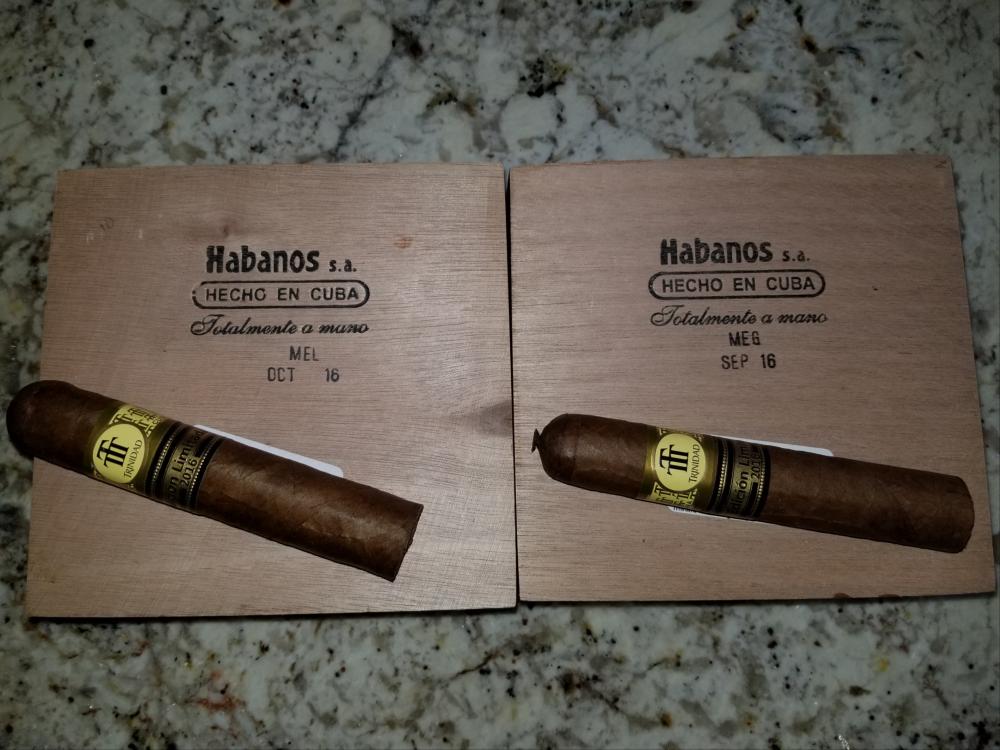 Habanos s.a.
HECHO EN CUBA
Totalmente a mano
MEL
OCT 16
TRINIDAD
Limitada
2016
Habanos s.a.
HECHO EN CUBA
Totalmente a mano
MEG
SEP 16
TRINIDAD